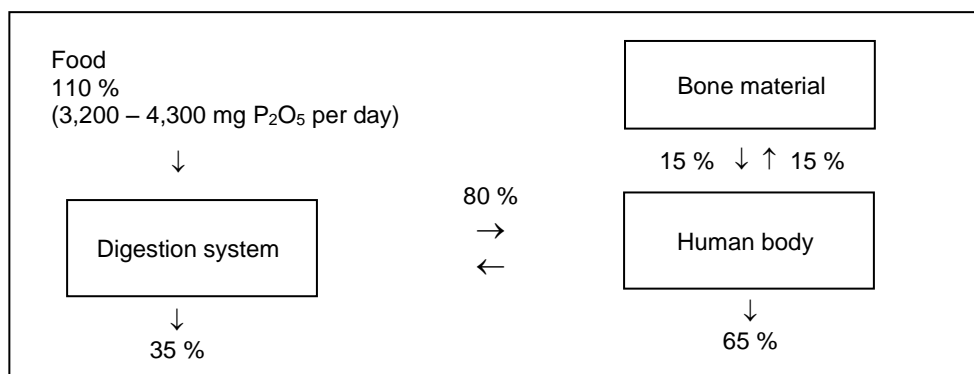 Food
110 %
(3,200 – 4,300 mg P₂O₅ per day)
↓
Bone material
15 % ↓ ↑ 15 %
80 %
→
←
Digestion system
Human body
↓
35 %
↓
65 %